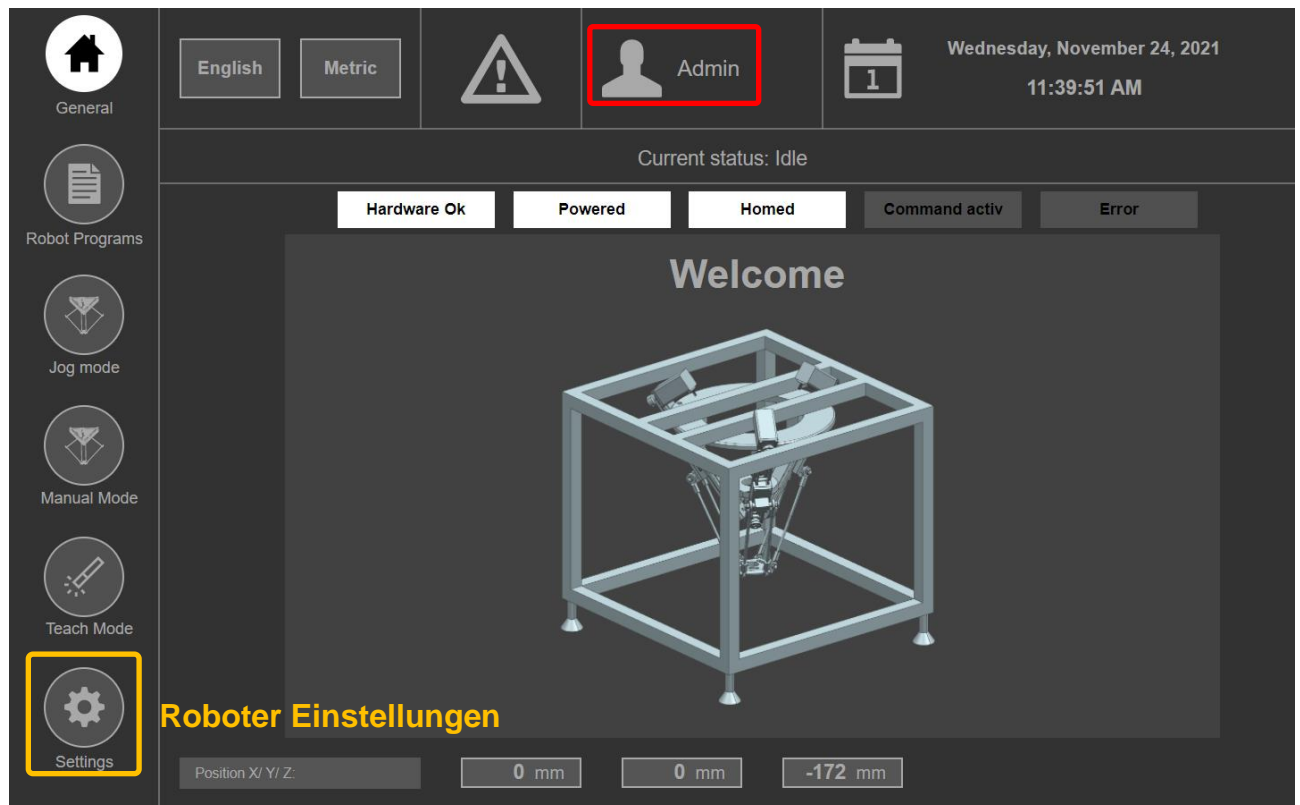 General
English
Metric
Admin
1
Wednesday, November 24, 2021
11:39:51 AM
Current status: Idle
Hardware Ok
Powered
Homed
Command activ
Error
Robot Programs
Welcome
Jog mode
Manual Mode
Teach Mode
Roboter Einstellungen
Settings
Position X/ Y/ Z:
0 mm
0 mm
-172 mm